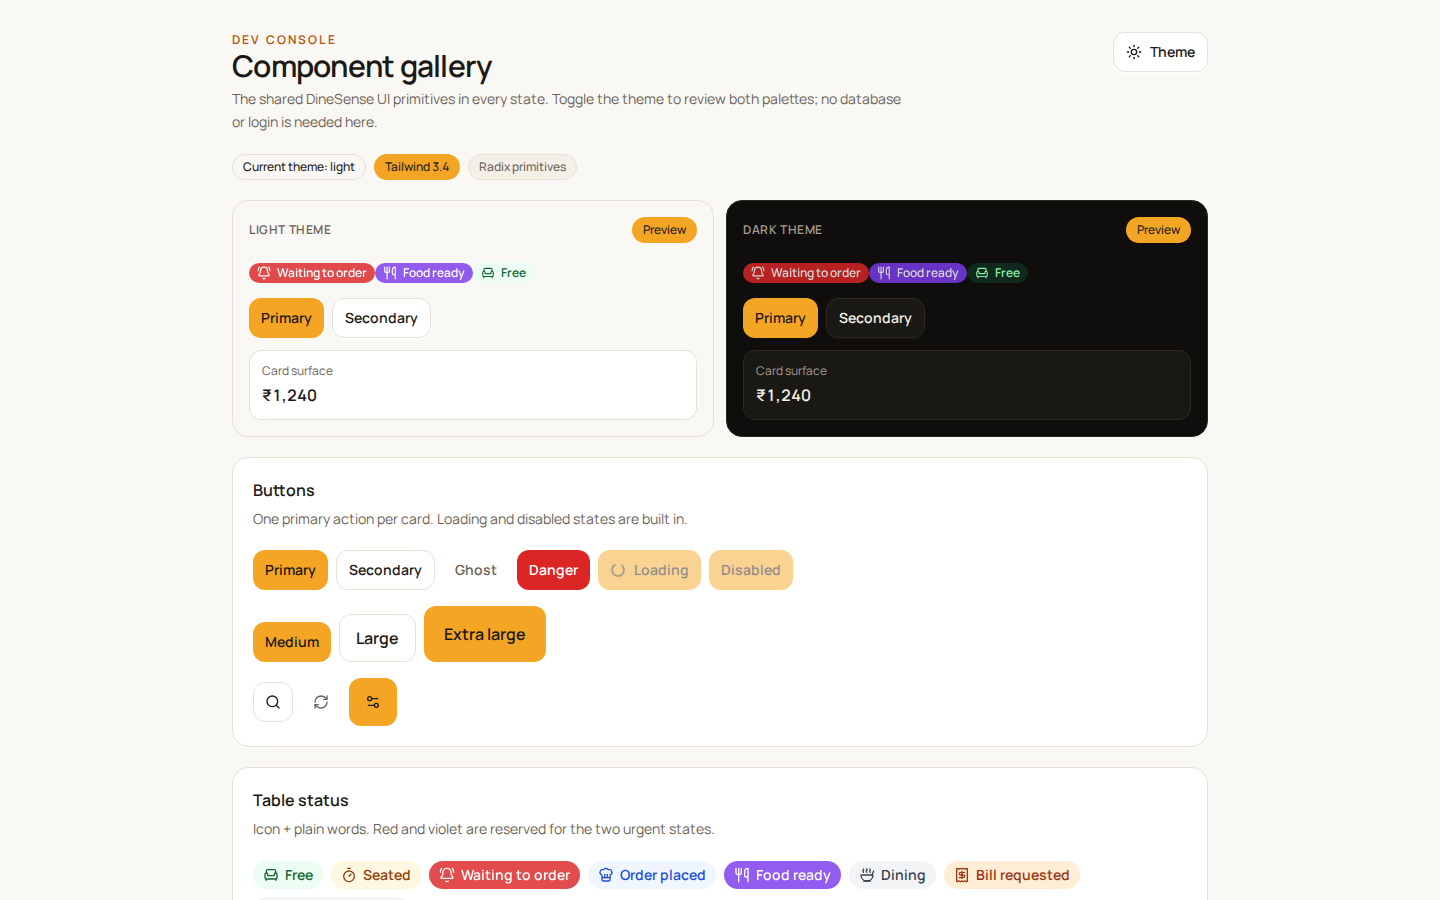 DEV CONSOLE
Component gallery
Theme
The shared DineSense UI primitives in every state. Toggle the theme to review both palettes; no database
or login is needed here.
Current theme: light
Tailwind 3.4
Radix primitives
LIGHT THEME
Preview
Waiting to order
Food ready
Free
Primary
Secondary
Card surface
₹1,240
DARK THEME
Preview
Waiting to order
Food ready
Free
Primary
Secondary
Card surface
₹1,240
Buttons
One primary action per card. Loading and disabled states are built in.
Primary
Secondary
Ghost
Danger
Loading
Disabled
Medium
Large
Extra large
Table status
Icon + plain words. Red and violet are reserved for the two urgent states.
Free
Seated
Waiting to order
Order placed
Food ready
Dining
Bill requested